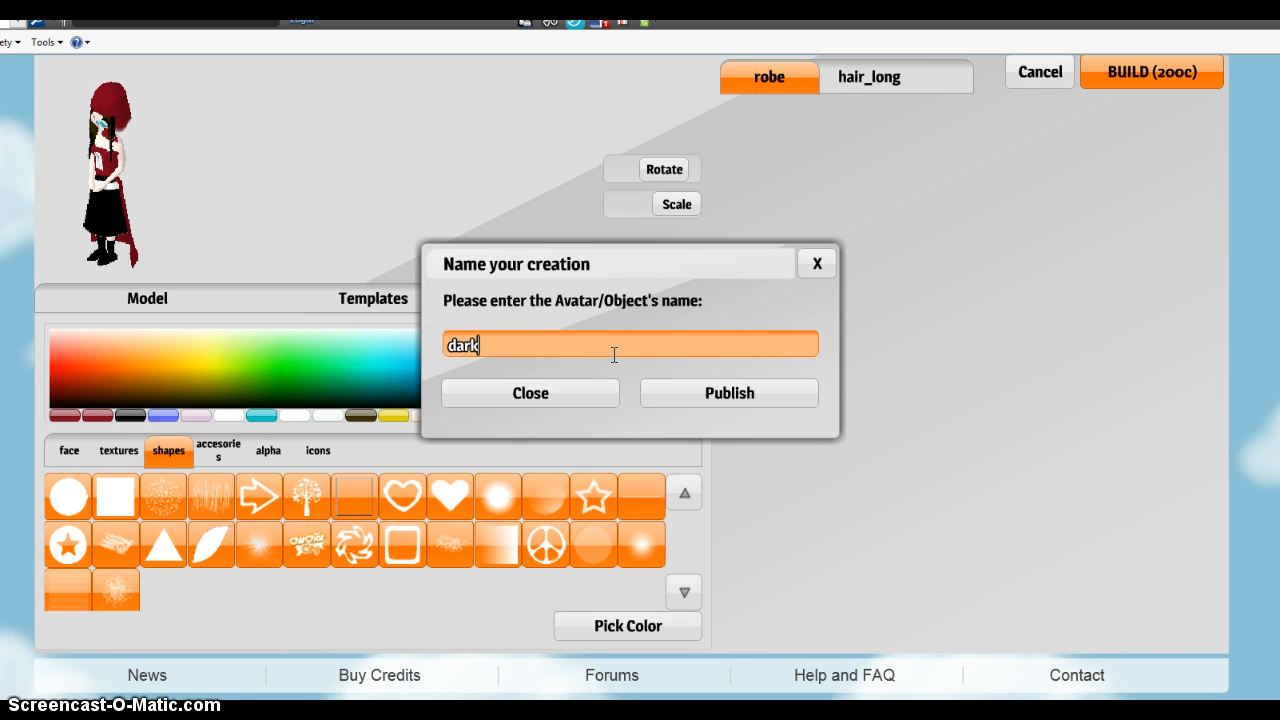 Login
ety Tools
robe hair_long Cancel BUILD (200c)
Rotate
Scale
Name your creation X
Please enter the Avatar/Object's name:
dark
Close Publish
Model Templates
face textures shapes accesories alpha icons
Pick Color
News Buy Credits Forums Help and FAQ Contact
Screencast-O-Matic.com